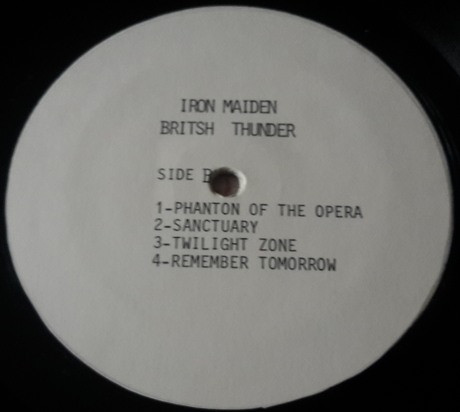 IRON MAIDEN
BRITSH THUNDER
SIDE B
1-PHANTON OF THE OPERA
2-SANCTUARY
3-TWILIGHT ZONE
4-REMEMBER TOMORROW